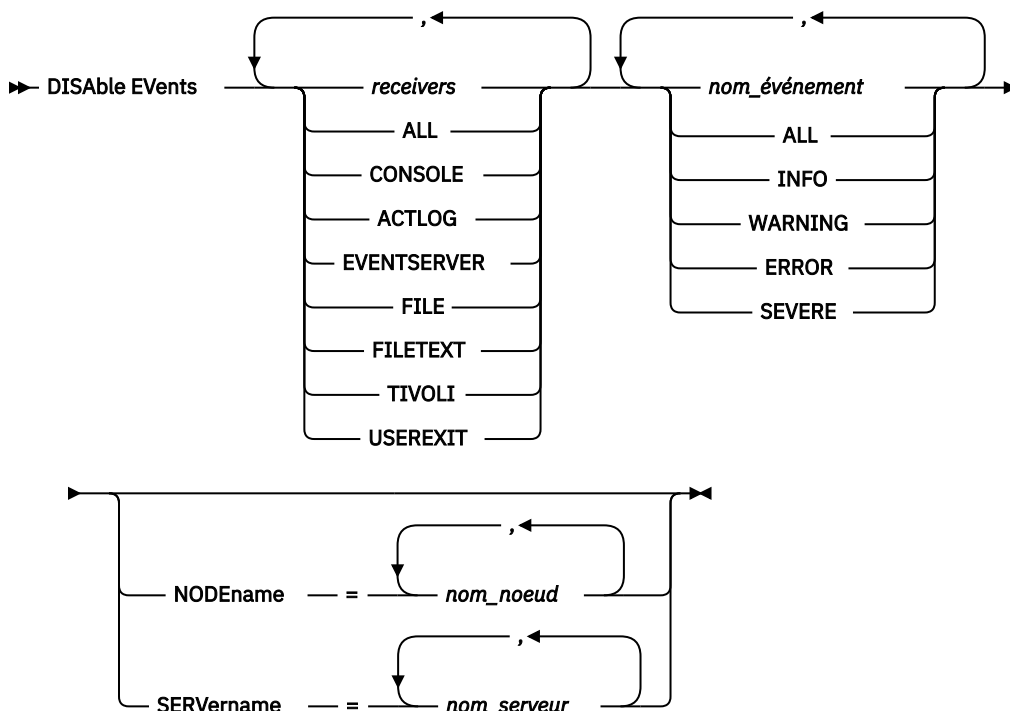 ,
,
DISAble EVents
receivers
nom_événement
ALL
CONSOLE
ACTLOG
EVENTSERVER
FILE
FILETEXT
TIVOLI
USEREXIT
ALL
INFO
WARNING
ERROR
SEVERE
,
NODEname = nom_noeud
,
SERVername = nom_serveur